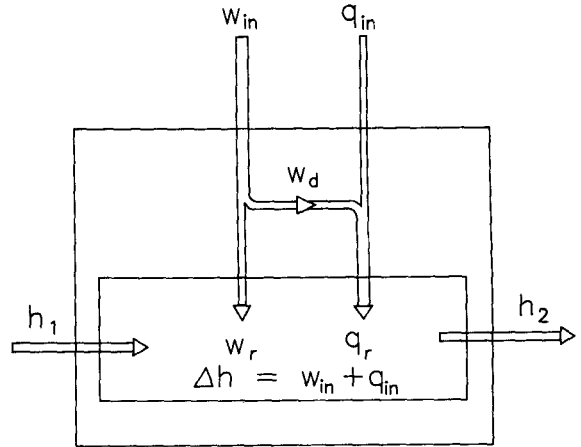 w_in q_in
w_d
h_1 h_2
w_r q_r
Δh = w_in + q_in